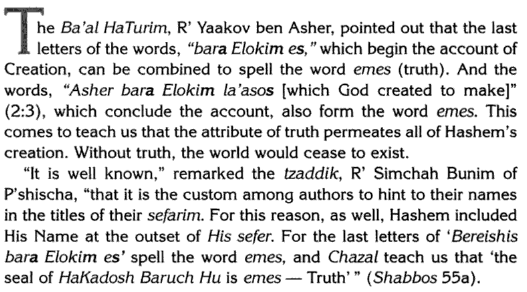 The Ba'al HaTurim, R' Yaakov ben Asher, pointed out that the last
letters of the words, "bara Elokim es," which begin the account of
Creation, can be combined to spell the word emes (truth). And the
words, "Asher bara Elokim la'asos [which God created to make]"
(2:3), which conclude the account, also form the word emes. This
comes to teach us that the attribute of truth permeates all of Hashem's
creation. Without truth, the world would cease to exist.
"It is well known," remarked the tzaddik, R' Simchah Bunim of
P'shischa, "that it is the custom among authors to hint to their names
in the titles of their sefarim. For this reason, as well, Hashem included
His Name at the outset of His sefer. For the last letters of 'Bereishis
bara Elokim es' spell the word emes, and Chazal teach us that 'the
seal of HaKadosh Baruch Hu is emes — Truth' " (Shabbos 55a).